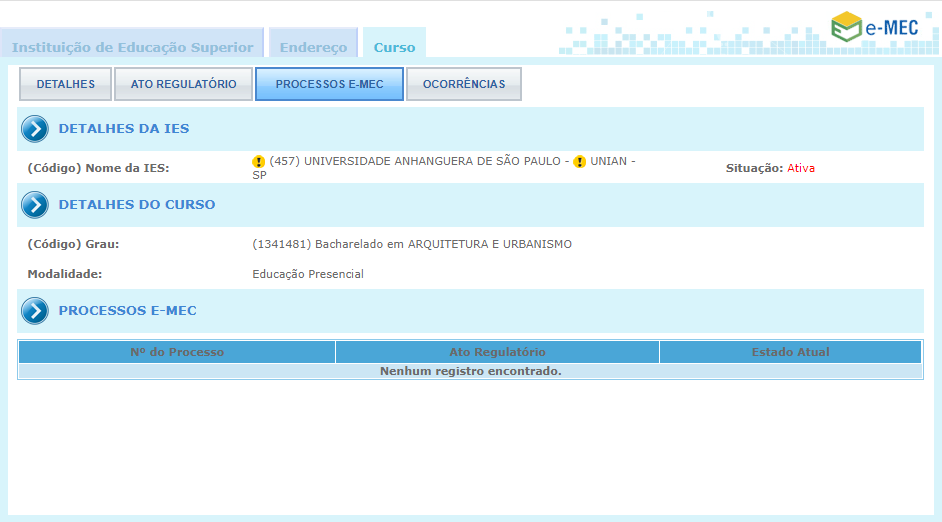 e-MEC
Instituição de Educação Superior
Endereço
Curso
DETALHES
ATO REGULATÓRIO
PROCESSOS E-MEC
OCORRÊNCIAS
DETALHES DA IES
(Código) Nome da IES:
(457) UNIVERSIDADE ANHANGUERA DE SÃO PAULO - UNIAN -
SP
Situação: Ativa
DETALHES DO CURSO
(Código) Grau:
(1341481) Bacharelado em ARQUITETURA E URBANISMO
Modalidade:
Educação Presencial
PROCESSOS E-MEC
Nº do Processo
Ato Regulatório
Estado Atual
Nenhum registro encontrado.